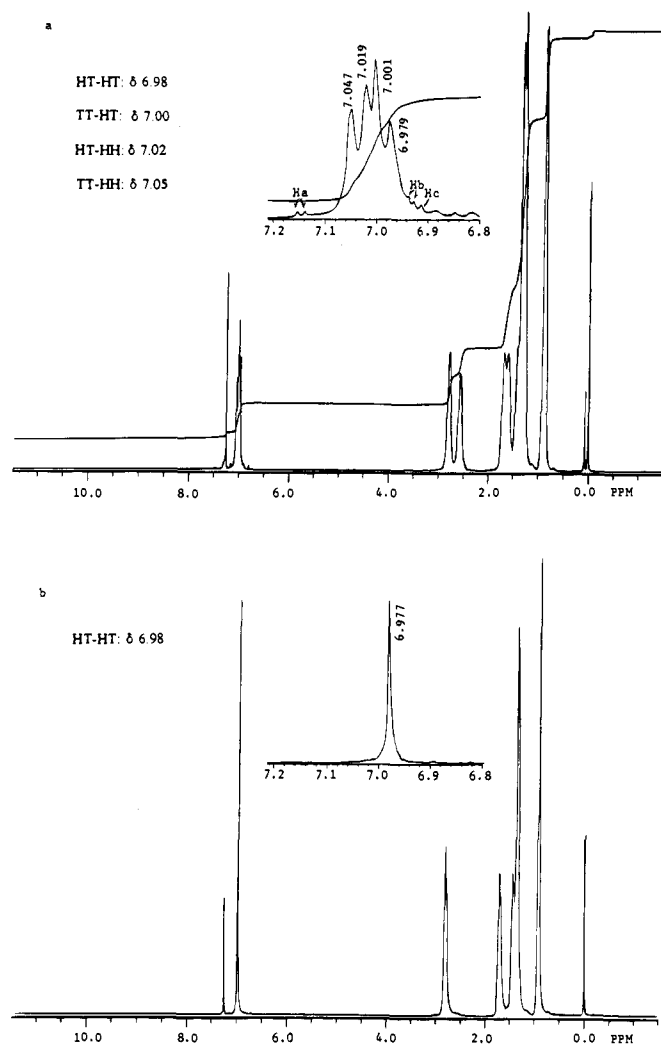 a
HT-HT: δ 6.98
TT-HT: δ 7.00
HT-HH: δ 7.02
TT-HH: δ 7.05
7.047
7.019
7.001
6.979
Ha
Hb
Hc
7.2 7.1 7.0 6.9 6.8
10.0 8.0 6.0 4.0 2.0 0.0 PPM
b
HT-HT: δ 6.98
6.977
7.2 7.1 7.0 6.9 6.8
10.0 8.0 6.0 4.0 2.0 0.0 PPM